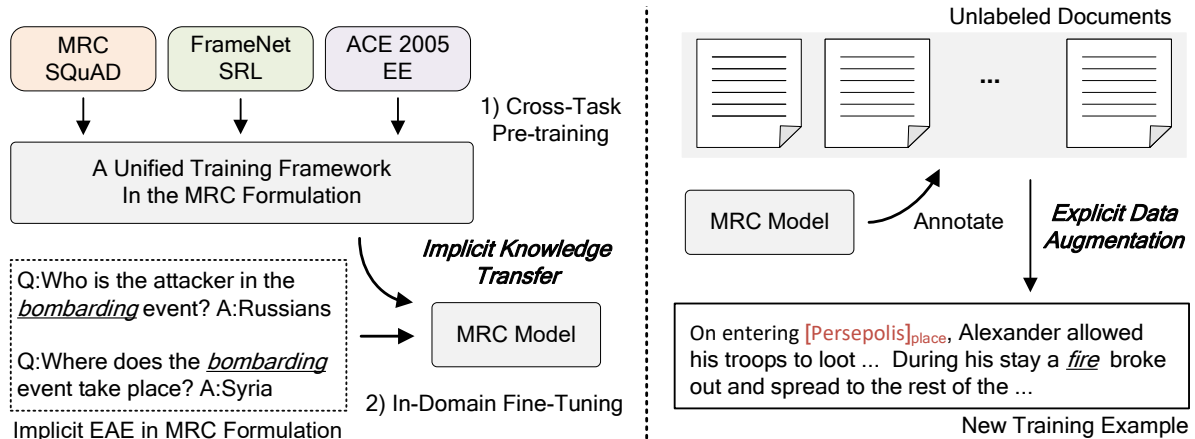 MRC
SQuAD
FrameNet
SRL
ACE 2005
EE
1) Cross-Task
Pre-training
A Unified Training Framework
In the MRC Formulation
Implicit Knowledge
Transfer
Q:Who is the attacker in the
bombarding event? A:Russians
Q:Where does the bombarding
event take place? A:Syria
MRC Model
2) In-Domain Fine-Tuning
Implicit EAE in MRC Formulation
Unlabeled Documents
...
MRC Model
Annotate
Explicit Data
Augmentation
On entering [Persepolis]place, Alexander allowed
his troops to loot ... During his stay a fire broke
out and spread to the rest of the ...
New Training Example